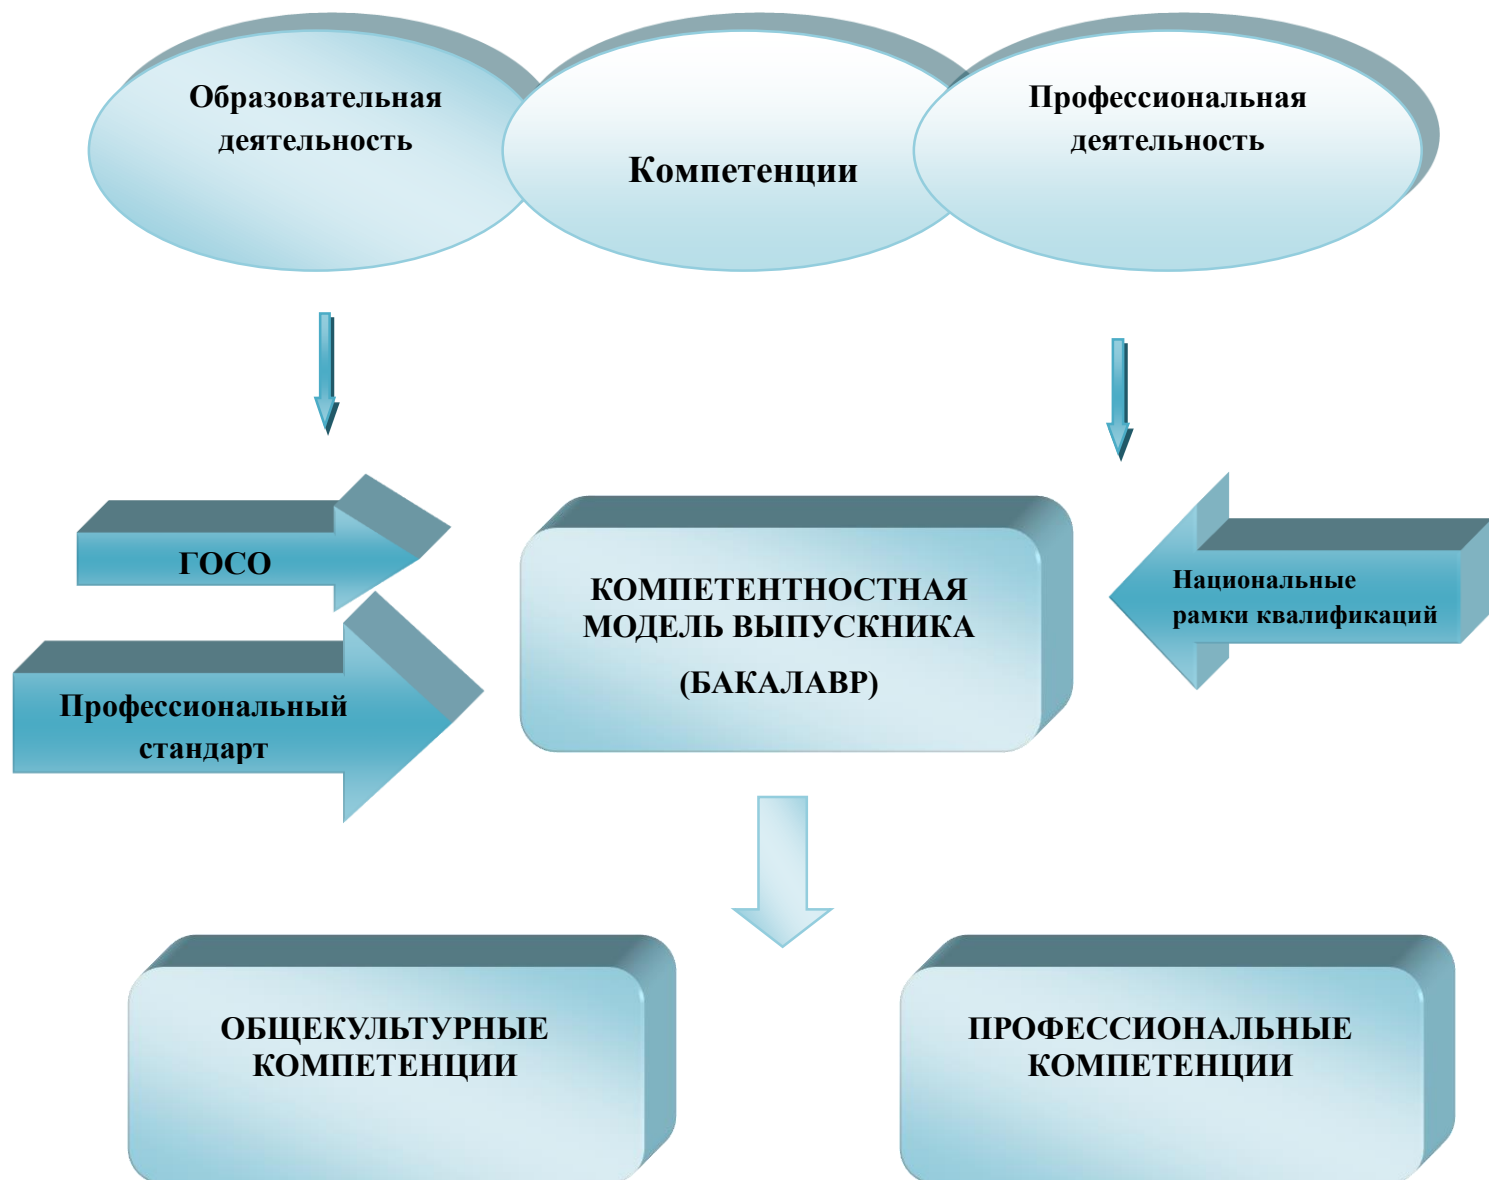 Образовательная
деятельность
Компетенции
Профессиональная
деятельность
ГОСО
Профессиональный
стандарт
КОМПЕТЕНТНОСТНАЯ
МОДЕЛЬ ВЫПУСКНИКА
(БАКАЛАВР)
Национальные
рамки квалификаций
ОБЩЕКУЛЬТУРНЫЕ
КОМПЕТЕНЦИИ
ПРОФЕССИОНАЛЬНЫЕ
КОМПЕТЕНЦИИ